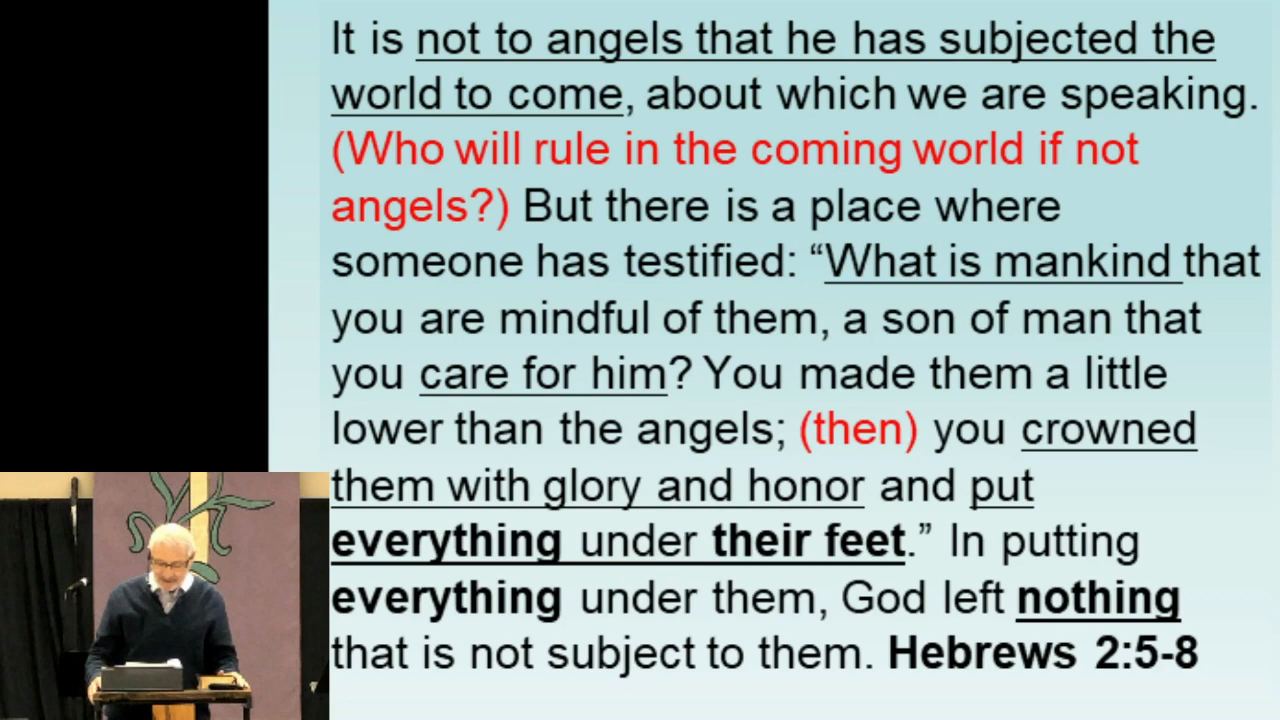 It is not to angels that he has subjected the
world to come, about which we are speaking.
(Who will rule in the coming world if not
angels?) But there is a place where
someone has testified: “What is mankind that
you are mindful of them, a son of man that
you care for him? You made them a little
lower than the angels; (then) you crowned
them with glory and honor and put
everything under their feet.” In putting
everything under them, God left nothing
that is not subject to them. Hebrews 2:5-8